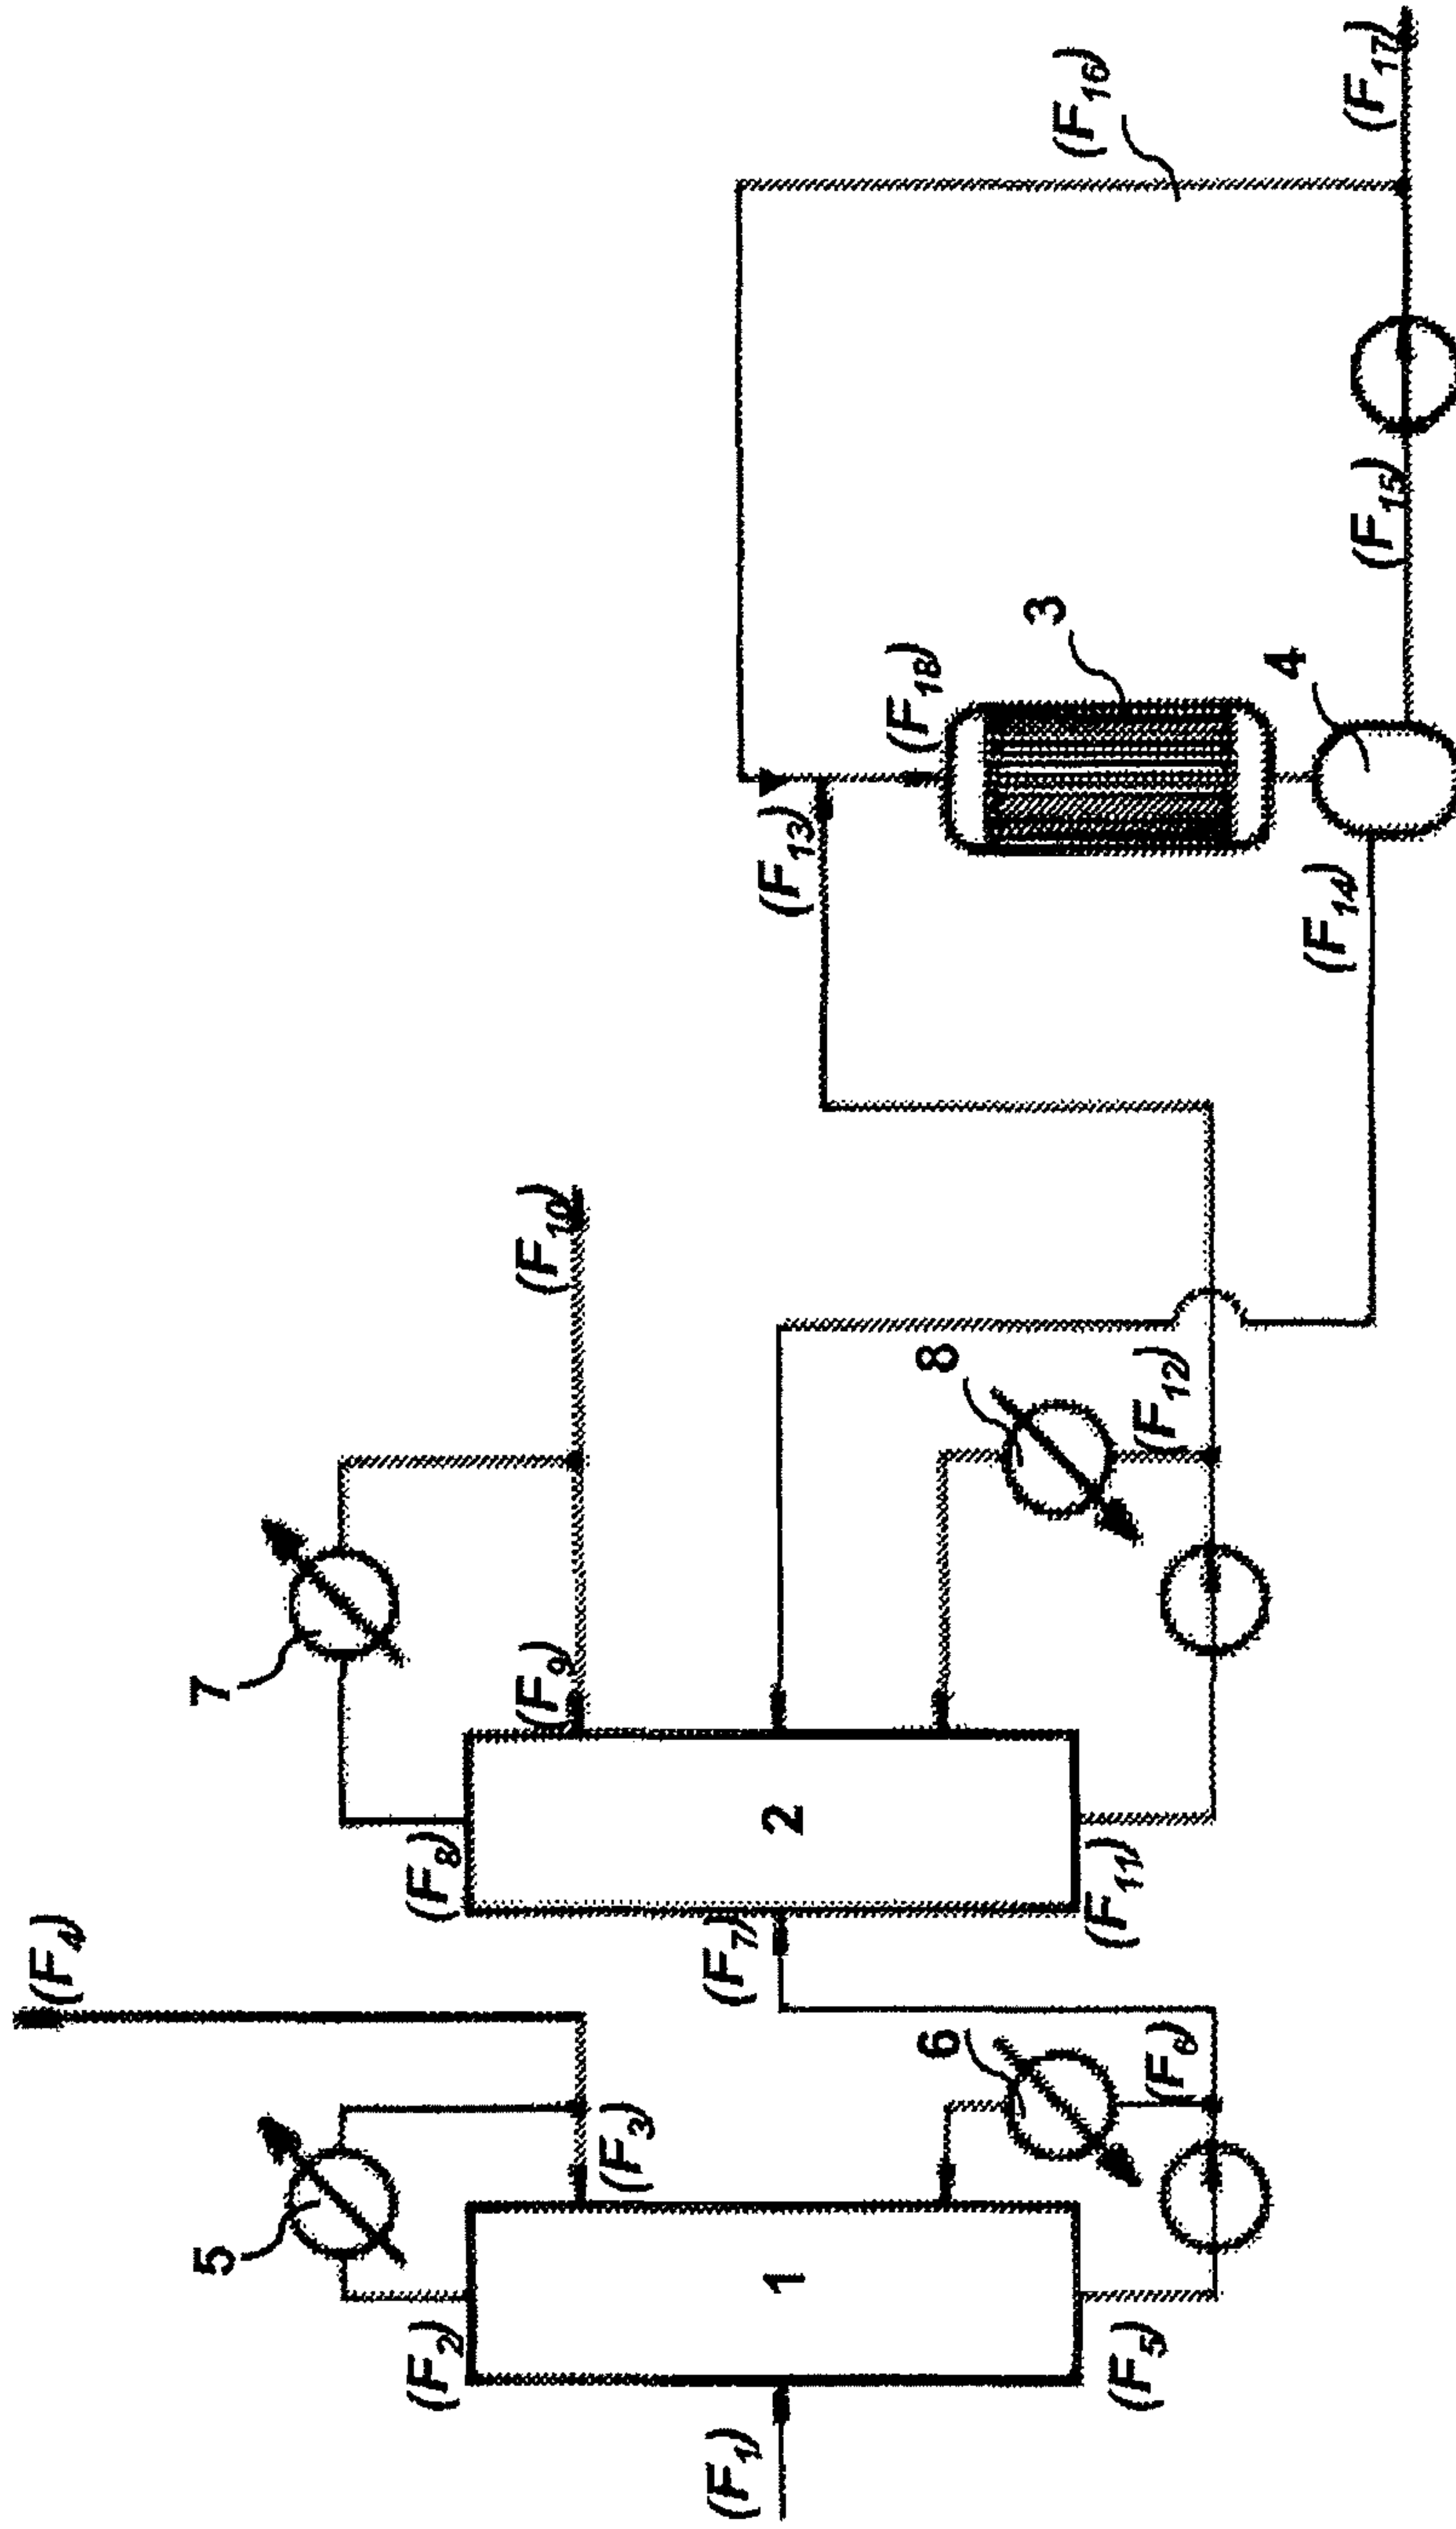 (F₁)
(F₂)
(F₃)
(F₄)
(F₅)
(F₆)
(F₇)
(F₈)
(F₉)
(F₁₀)
(F₁₁)
(F₁₂)
(F₁₃)
(F₁₄)
(F₁₅)
(F₁₆)
(F₁₇)
(F₁₈)
1
2
3
4
5
6
7
8